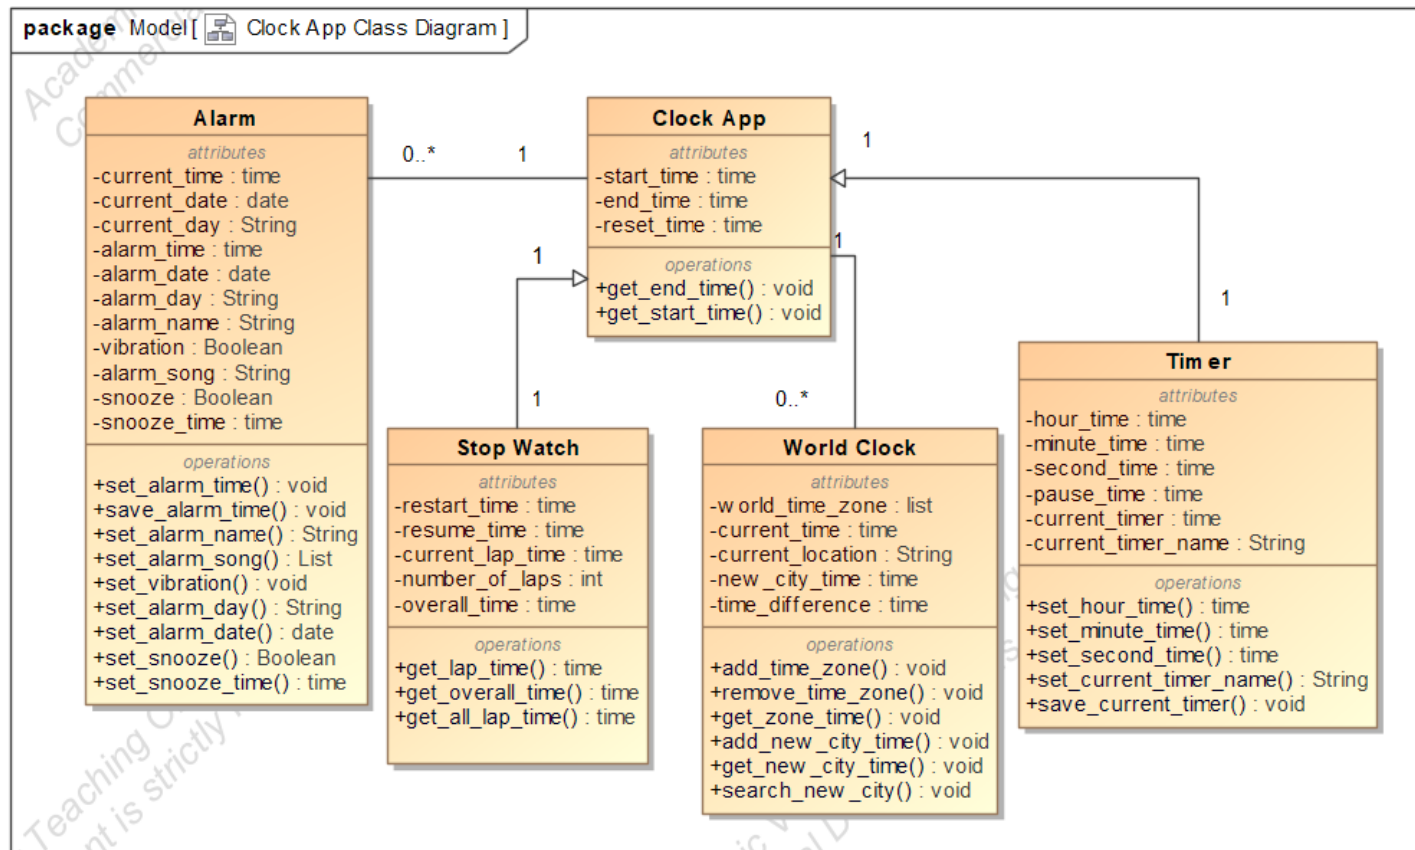 package Model[ Clock App Class Diagram ]
Alarm
attributes
-current_time : time
-current_date : date
-current_day : String
-alarm_time : time
-alarm_date : date
-alarm_day : String
-alarm_name : String
-vibration : Boolean
-alarm_song : String
-snooze : Boolean
-snooze_time : time
operations
+set_alarm_time() : void
+save_alarm_time() : void
+set_alarm_name() : String
+set_alarm_song() : List
+set_vibration() : void
+set_alarm_day() : String
+set_alarm_date() : date
+set_snooze() : Boolean
+set_snooze_time() : time
0..*
1
Clock App
attributes
-start_time : time
-end_time : time
-reset_time : time
operations
+get_end_time() : void
+get_start_time() : void
1
1
1
1
1
0..*
Stop Watch
attributes
-restart_time : time
-resume_time : time
-current_lap_time : time
-number_of_laps : int
-overall_time : time
operations
+get_lap_time() : time
+get_overall_time() : time
+get_all_lap_time() : time
World Clock
attributes
-world_time_zone : list
-current_time : time
-current_location : String
-new_city_time : time
-time_difference : time
operations
+add_time_zone() : void
+remove_time_zone() : void
+get_zone_time() : void
+add_new_city_time() : void
+get_new_city_time() : void
+search_new_city() : void
Timer
attributes
-hour_time : time
-minute_time : time
-second_time : time
-pause_time : time
-current_timer : time
-current_timer_name : String
operations
+set_hour_time() : time
+set_minute_time() : time
+set_second_time() : time
+set_current_timer_name() : String
+save_current_timer() : void
Teaching
is strictly